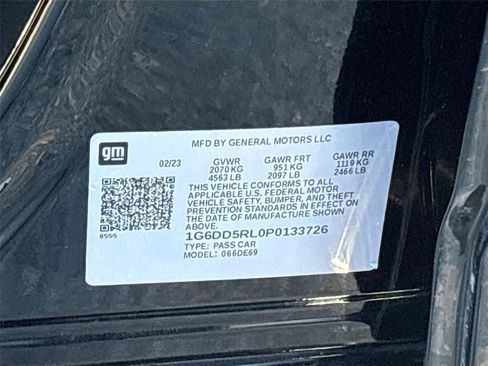 gm
MFD BY GENERAL MOTORS LLC
02/23 GVWR GAWR FRT GAWR RR
2070 KG 951 KG 1119 KG
4563 LB 2097 LB 2466 LB
THIS VEHICLE CONFORMS TO ALL
APPLICABLE U.S. FEDERAL MOTOR
VEHICLE SAFETY, BUMPER, AND THEFT
PREVENTION STANDARDS IN EFFECT ON
THE DATE OF MANUFACTURE SHOWN
ABOVE.
8555
1G6DD5RL0P0133726
TYPE: PASS CAR
MODEL: 066DE69